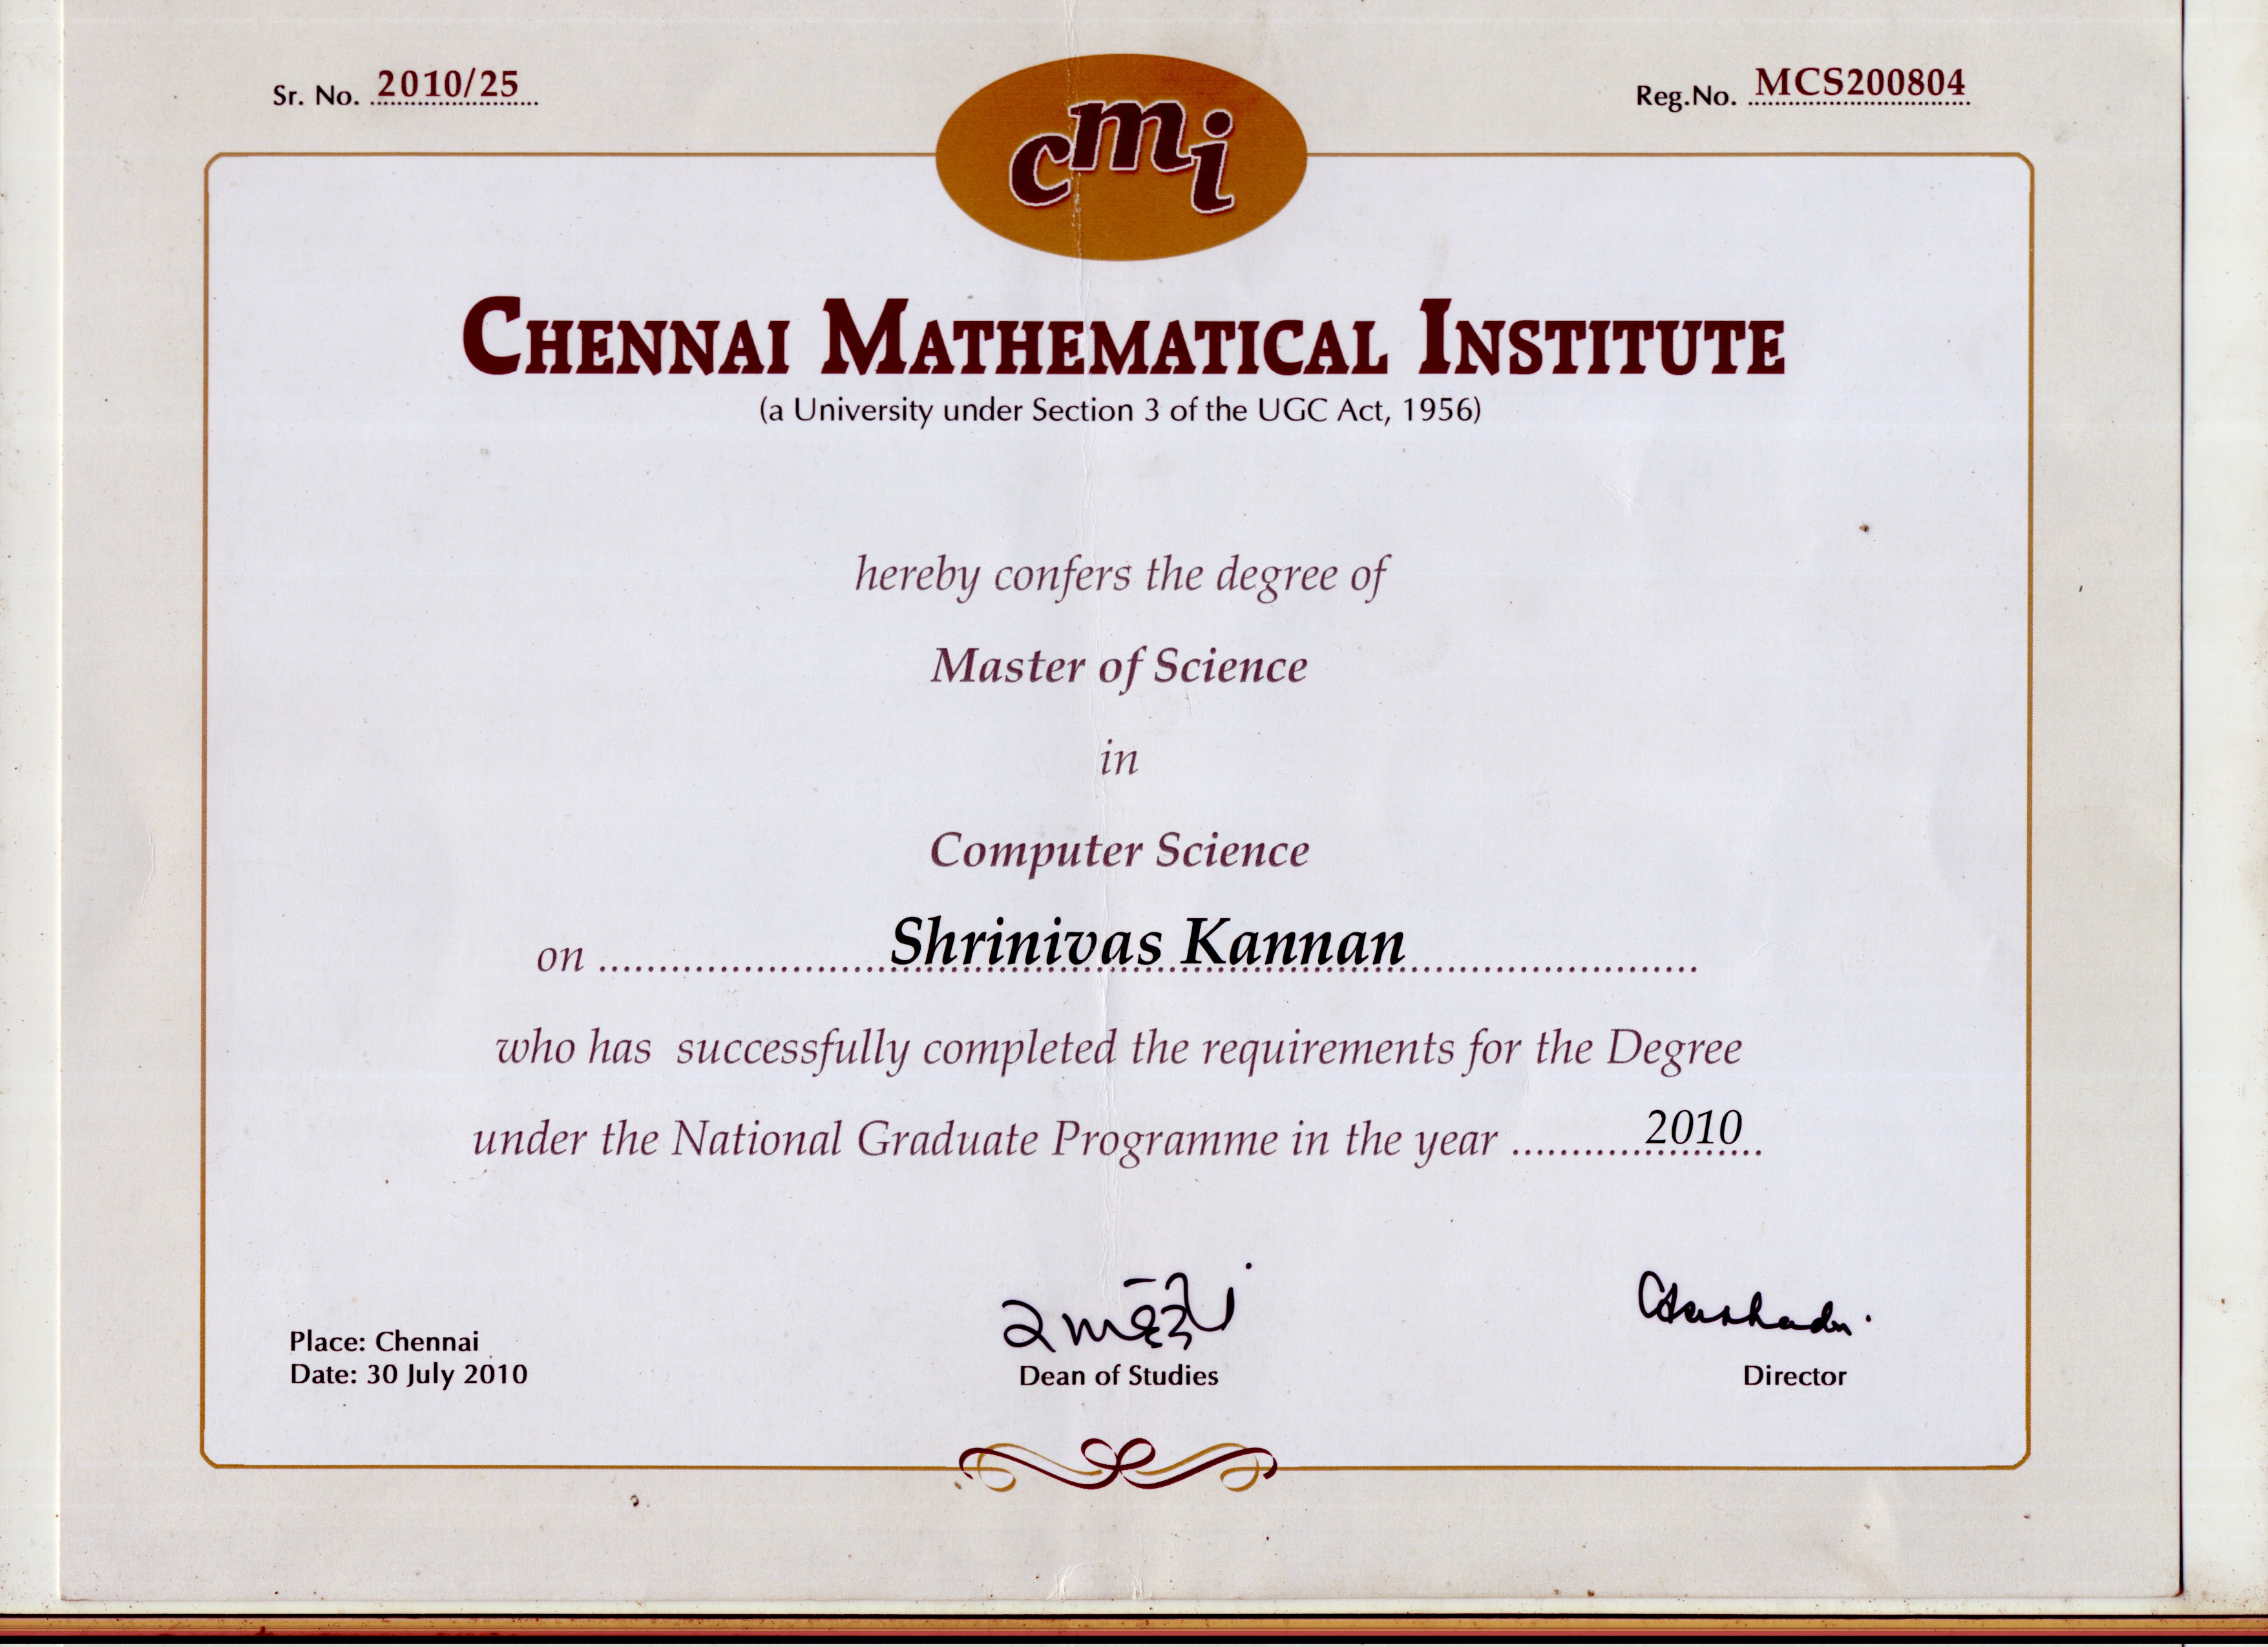 Sr. No. 2010/25
Reg.No. MCS200804
cmi
CHENNAI MATHEMATICAL INSTITUTE
(a University under Section 3 of the UGC Act, 1956)
hereby confers the degree of
Master of Science
in
Computer Science
on Shrinivas Kannan
who has successfully completed the requirements for the Degree
under the National Graduate Programme in the year 2010
Place: Chennai
Date: 30 July 2010
Dean of Studies
Director